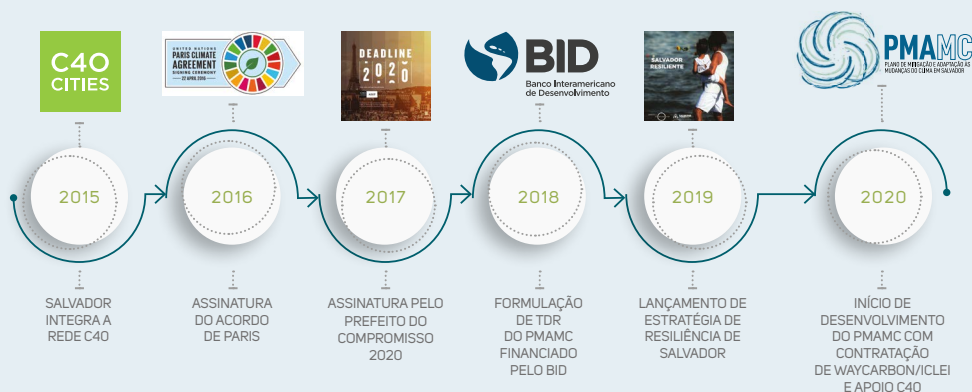 C40
CITIES
UNITED NATIONS
PARIS CLIMATE
AGREEMENT
SIGNING CEREMONY
22 APRIL 2016
DEADLINE
2020
BID
Banco Interamericano
de Desenvolvimento
SALVADOR
RESILIENTE
PMAMC
PLANO DE MITIGAÇÃO E ADAPTAÇÃO ÀS
MUDANÇAS DO CLIMA EM SALVADOR
2015
2016
2017
2018
2019
2020
SALVADOR
INTEGRA A
REDE C40
ASSINATURA
DO ACORDO
DE PARIS
ASSINATURA PELO
PREFEITO DO
COMPROMISSO
2020
FORMULAÇÃO
DE TDR
DO PMAMC
FINANCIADO
PELO BID
LANÇAMENTO DE
ESTRATÉGIA DE
RESILIÊNCIA DE
SALVADOR
INÍCIO DE
DESENVOLVIMENTO
DO PMAMC COM
CONTRATAÇÃO
DE WAYCARBON/ICLEI
E APOIO C40